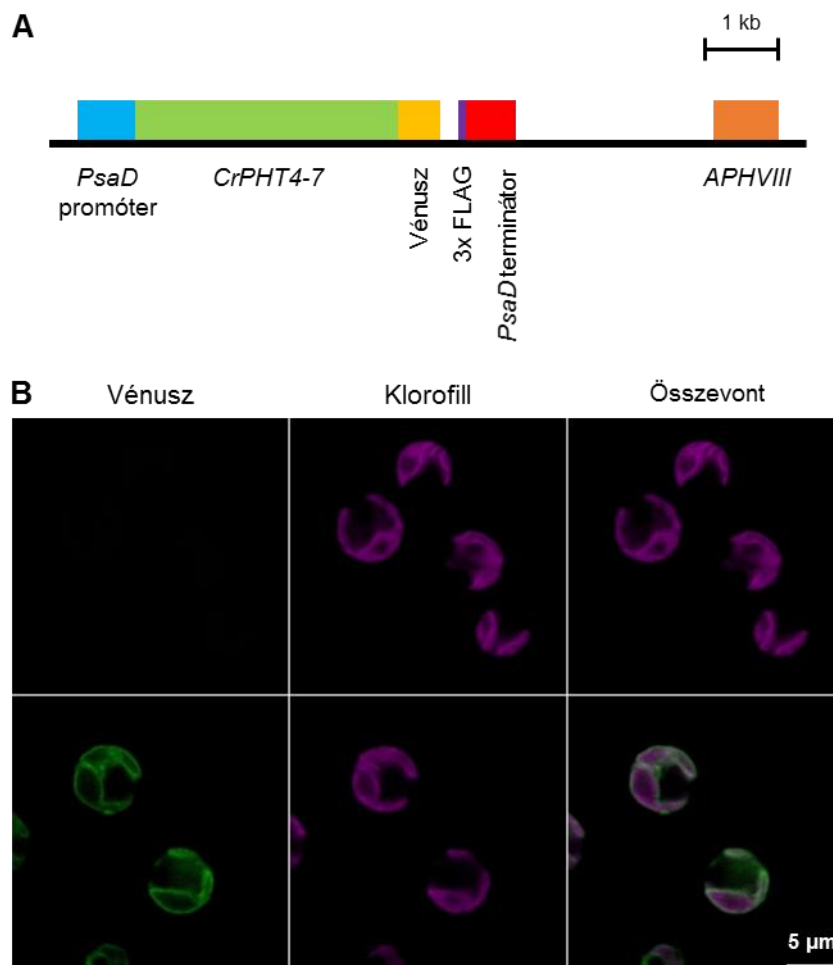 A
1 kb
PsaD
promóter
CrPHT4-7
Vénusz
3x FLAG
PsaD terminátor
APHVIII
B
Vénusz
Klorofill
Összevont
5 µm